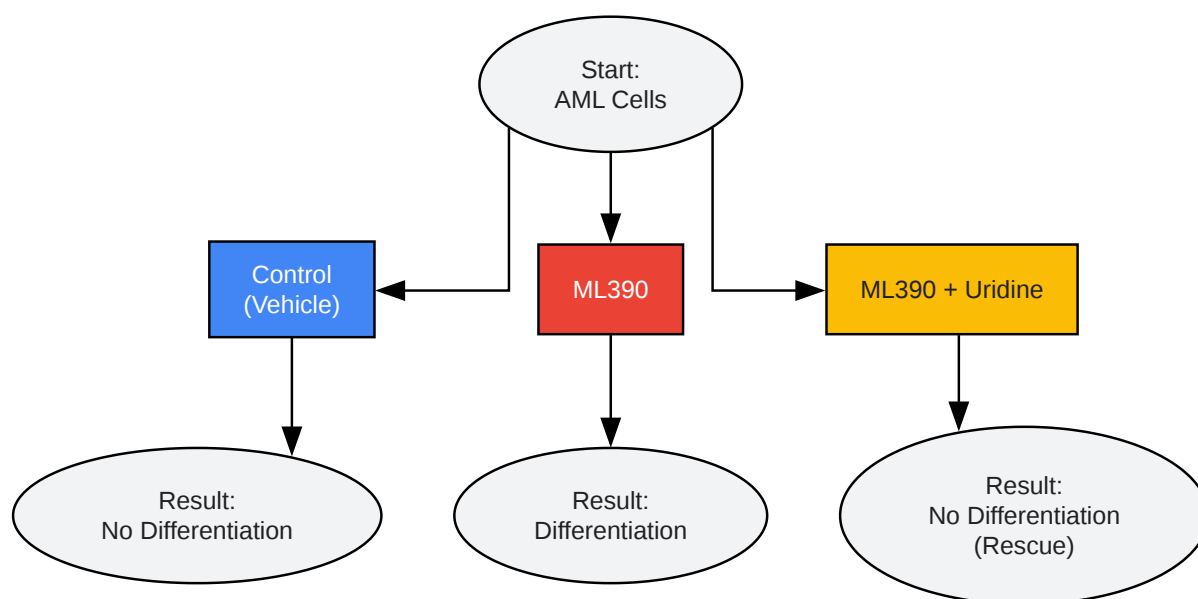 Start:
AML Cells
Control
(Vehicle)
ML390
ML390 + Uridine
Result:
No Differentiation
Result:
Differentiation
Result:
No Differentiation
(Rescue)